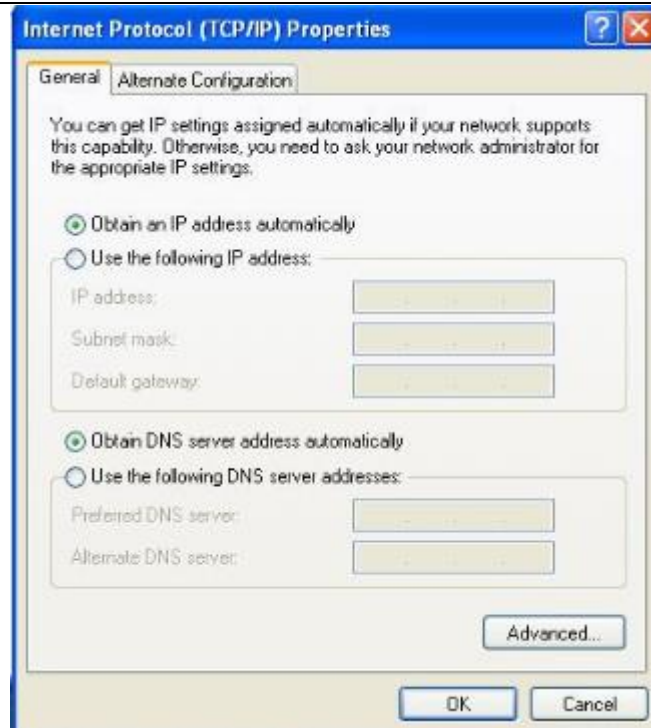 Internet Protocol (TCP/IP) Properties
General
Alternate Configuration
You can get IP settings assigned automatically if your network supports
this capability. Otherwise, you need to ask your network administrator for
the appropriate IP settings.
Obtain an IP address automatically
Use the following IP address:
IP address:
Subnet mask:
Default gateway:
Obtain DNS server address automatically
Use the following DNS server addresses:
Preferred DNS server:
Alternate DNS server:
Advanced...
OK
Cancel